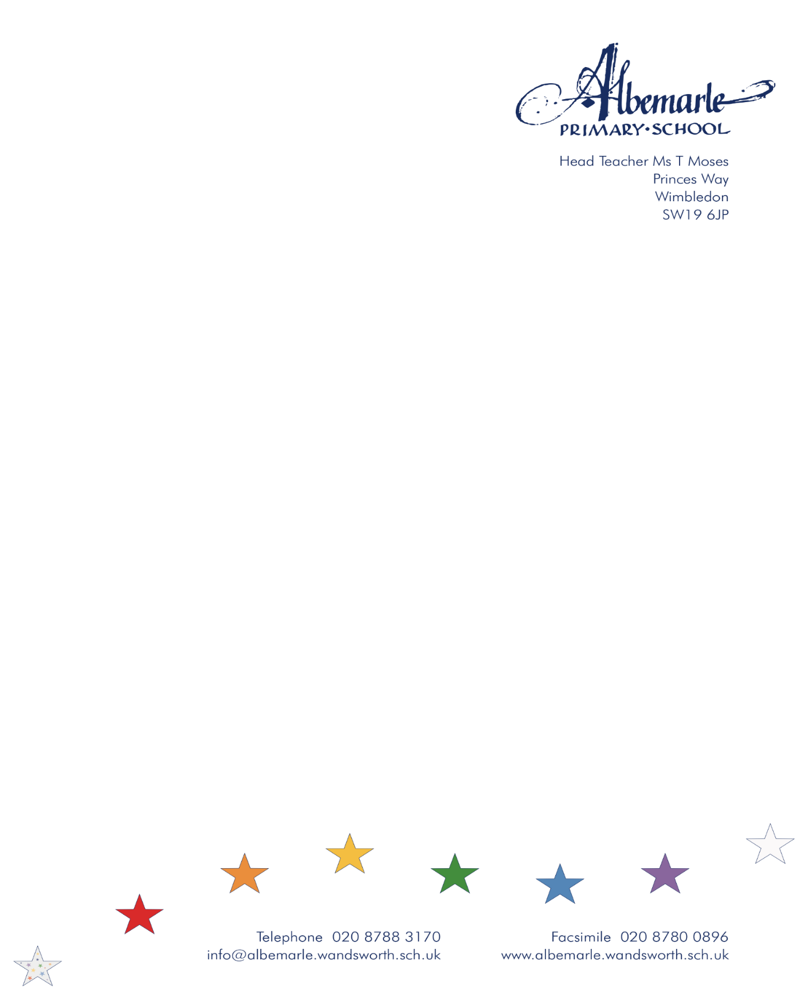 Albemarle
PRIMARY·SCHOOL
Head Teacher Ms T Moses
Princes Way
Wimbledon
SW19 6JP
Telephone 020 8788 3170
info@albemarle.wandsworth.sch.uk
Facsimile 020 8780 0896
www.albemarle.wandsworth.sch.uk